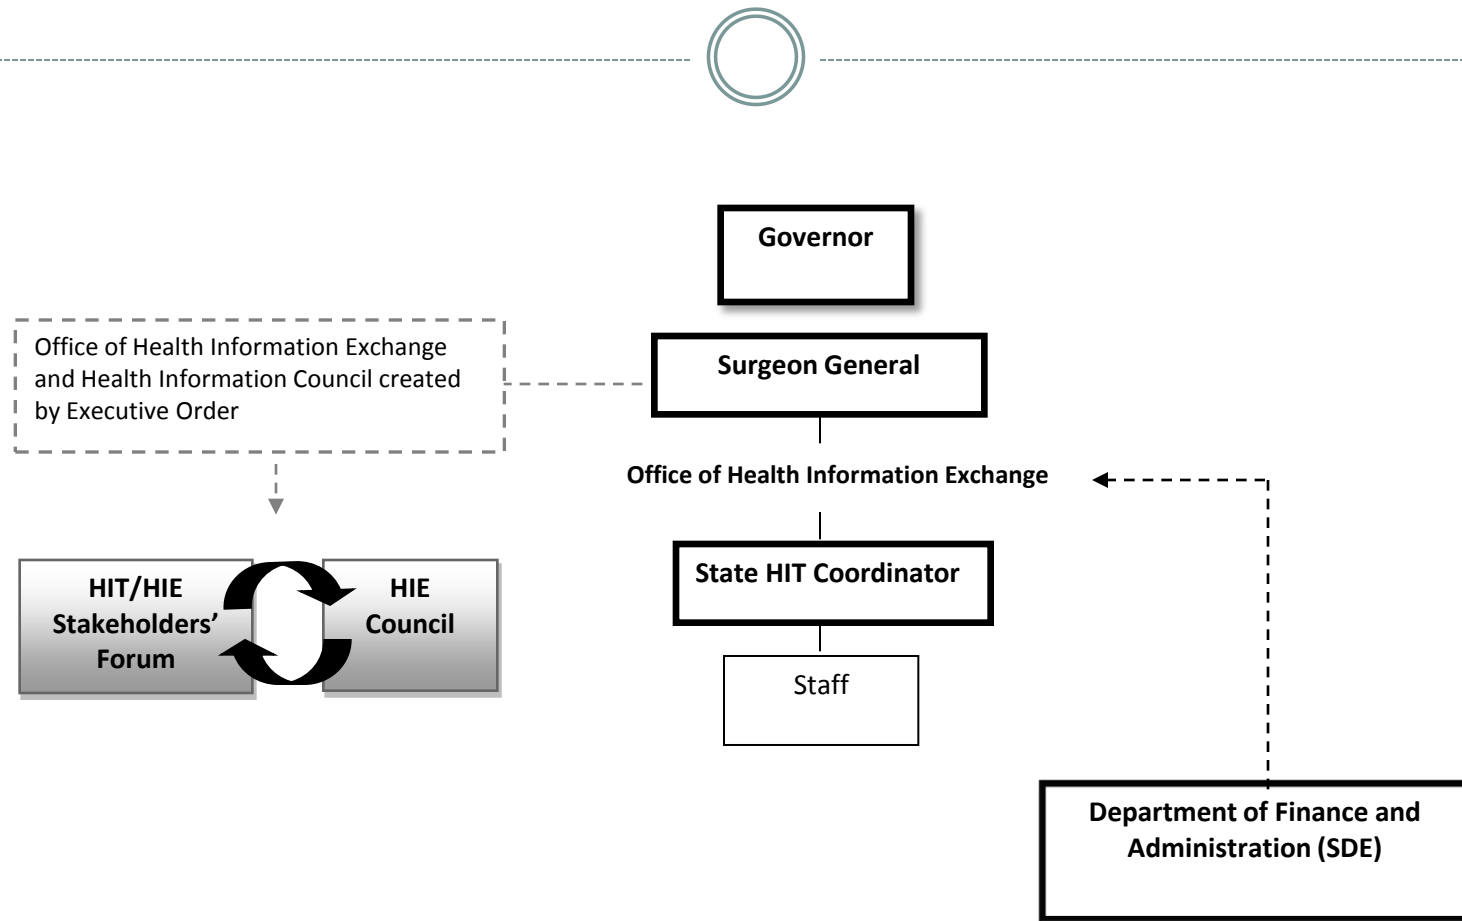 Governor
Office of Health Information Exchange
and Health Information Council created
by Executive Order
Surgeon General
Office of Health Information Exchange
HIT/HIE
Stakeholders’
Forum
HIE
Council
State HIT Coordinator
Staff
Department of Finance and
Administration (SDE)